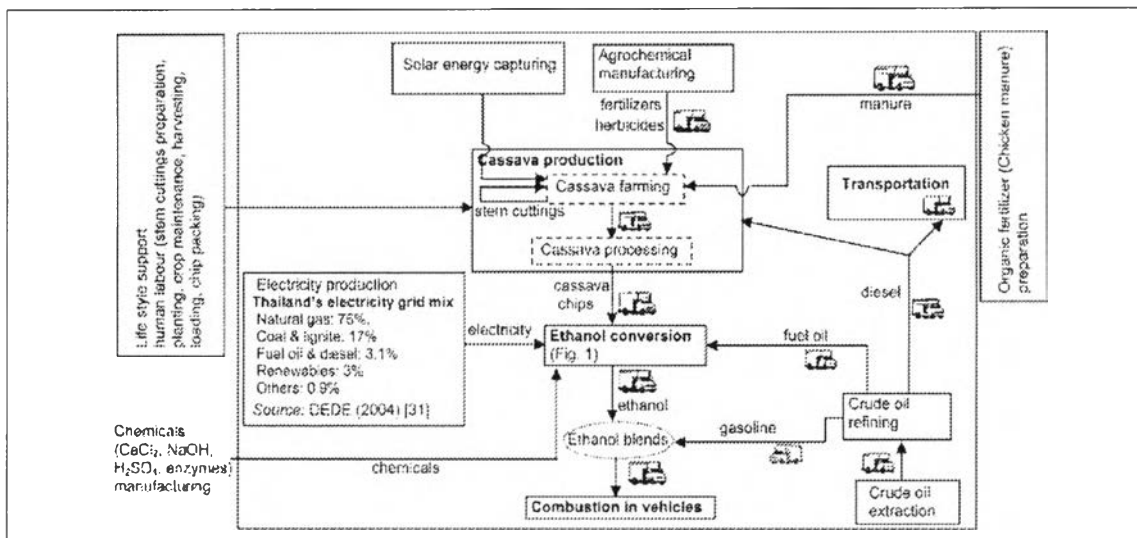 Solar energy capturing
Agrochemical
manufacturing
fertilizers
herbicides
manure
Life style support
human labour (stem cuttings preparation,
planting, crop maintenance, harvesting,
loading, chip packing)
Organic fertilizer (Chicken manure)
preparation
Cassava production
Cassava farming
stem cuttings
Cassava processing
Transportation
diesel
cassava
chips
Electricity production
Thailand's electricity grid mix
Natural gas: 76%,
Coal & lignite: 17%
Fuel oil & diesel: 3.1%
Renewables: 3%
Others: 0.9%
Source: DEDE (2004) [31]
electricity
Ethanol conversion
(Fig. 1)
fuel oil
ethanol
Crude oil
refining
gasoline
Ethanol blends
Chemicals
(CaCl₂, NaOH,
H₂SO₄, enzymes)
manufacturing
chemicals
Combustion in vehicles
Crude oil
extraction